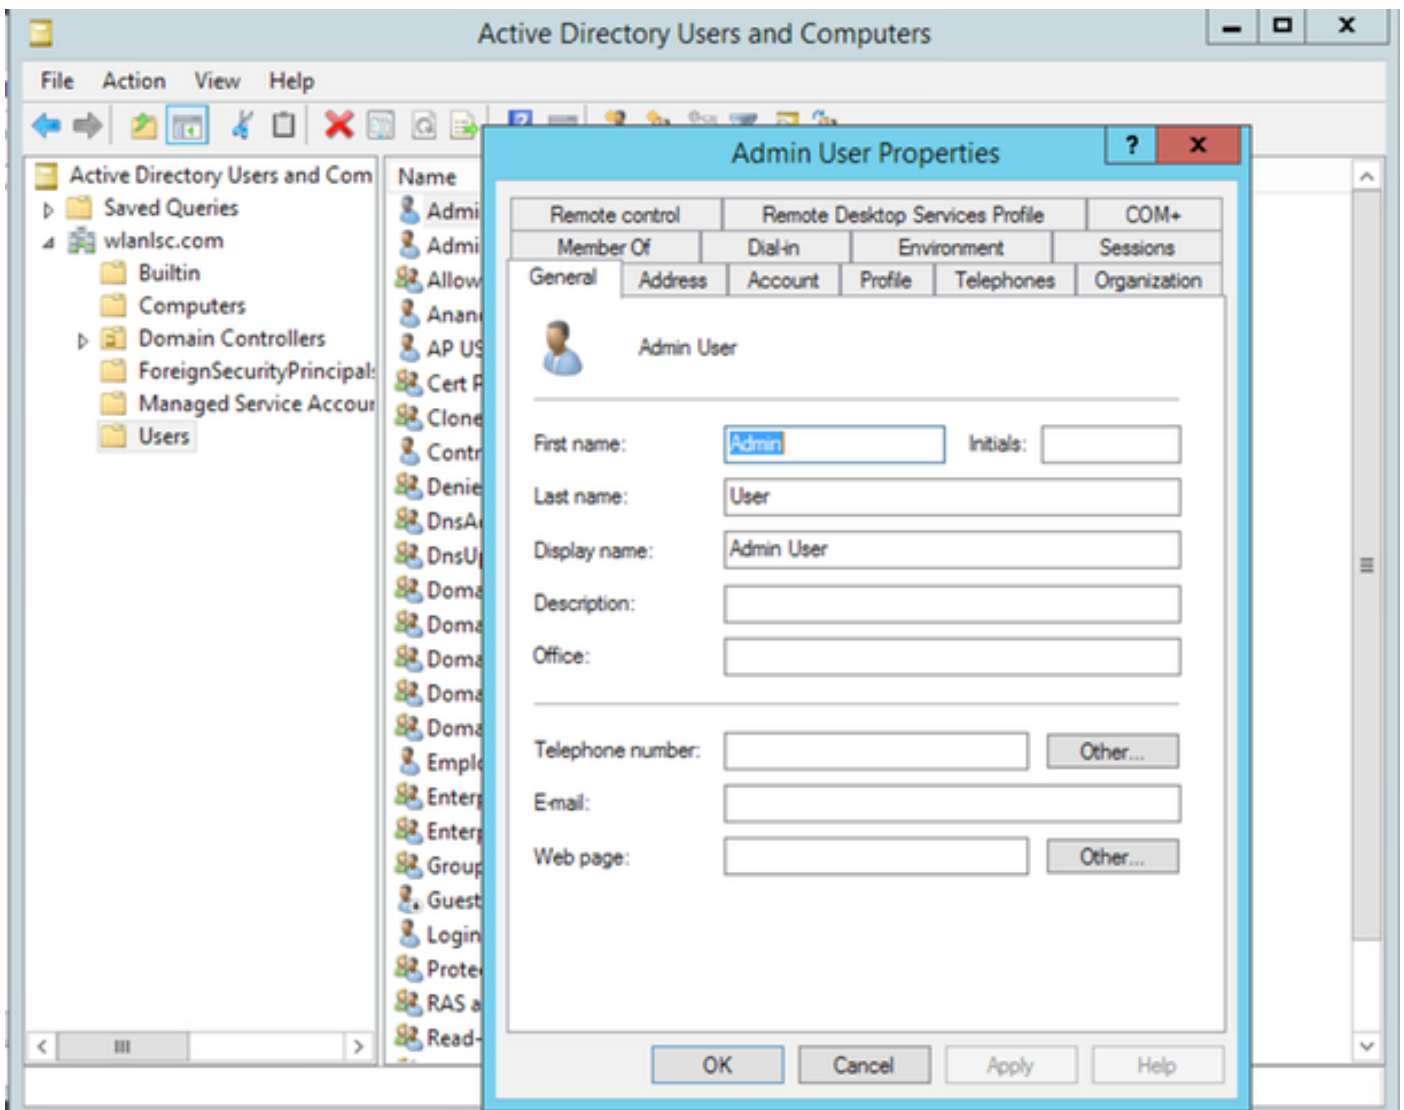 Active Directory Users and Computers
File Action View Help
Active Directory Users and Com
Saved Queries
wlanlsc.com
Builtin
Computers
Domain Controllers
ForeignSecurityPrincipals
Managed Service Accour
Users
Name
Admi
Admi
Allow
Anan
AP US
Cert P
Clone
Contr
Denie
DnsA
DnsU
Doma
Doma
Doma
Doma
Doma
Emplo
Enterp
Enterp
Group
Guest
Login
Prote
RAS a
Read-
Admin User Properties
Remote control Remote Desktop Services Profile COM+
Member Of Dial-in Environment Sessions
General Address Account Profile Telephones Organization
Admin User
First name: Admin Initials:
Last name: User
Display name: Admin User
Description:
Office:
Telephone number: Other...
E-mail:
Web page: Other...
OK Cancel Apply Help